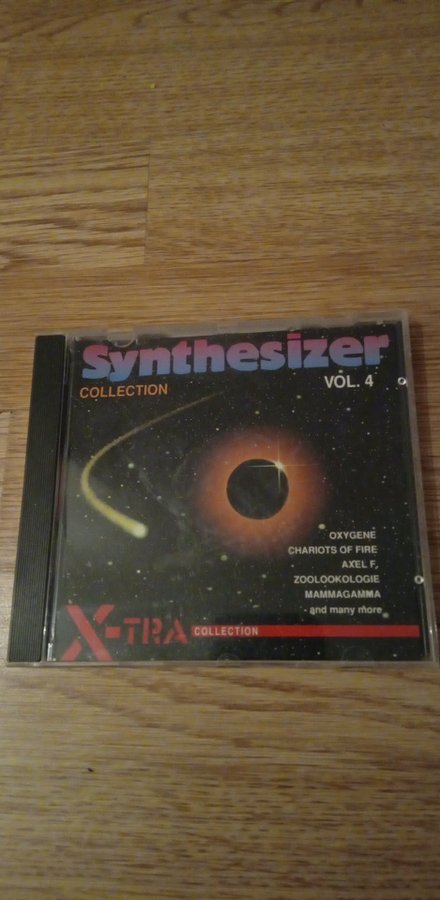 Synthesizer
COLLECTION
VOL. 4
OXYGENE
CHARIOTS OF FIRE
AXEL F,
ZOOLOOKOLOGIE
MAMMAGAMMA
and many more
X-TRA COLLECTION